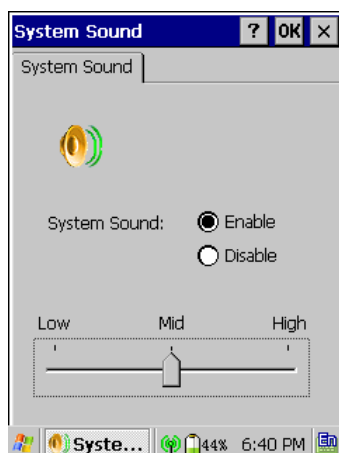 System Sound ? OK ×
System Sound
System Sound: Enable
Disable
Low Mid High
Syste... 44% 6:40 PM En